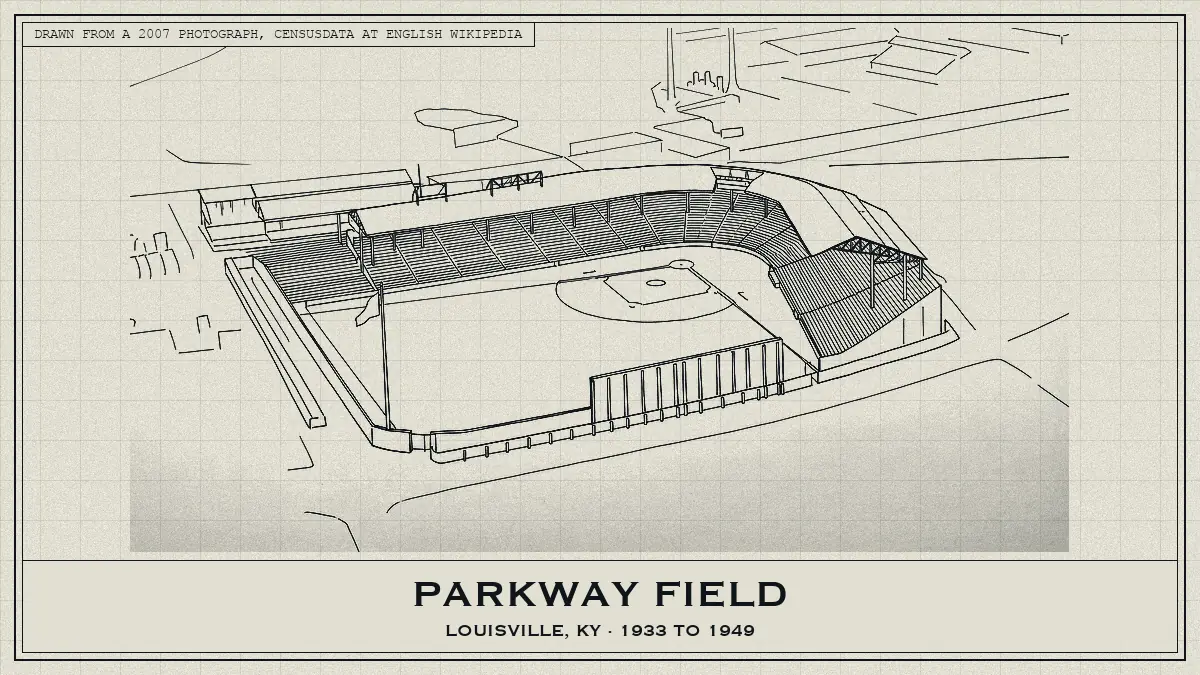 DRAWN FROM A 2007 PHOTOGRAPH, CENSUSDATA AT ENGLISH WIKIPEDIA
PARKWAY FIELD
LOUISVILLE, KY · 1933 TO 1949